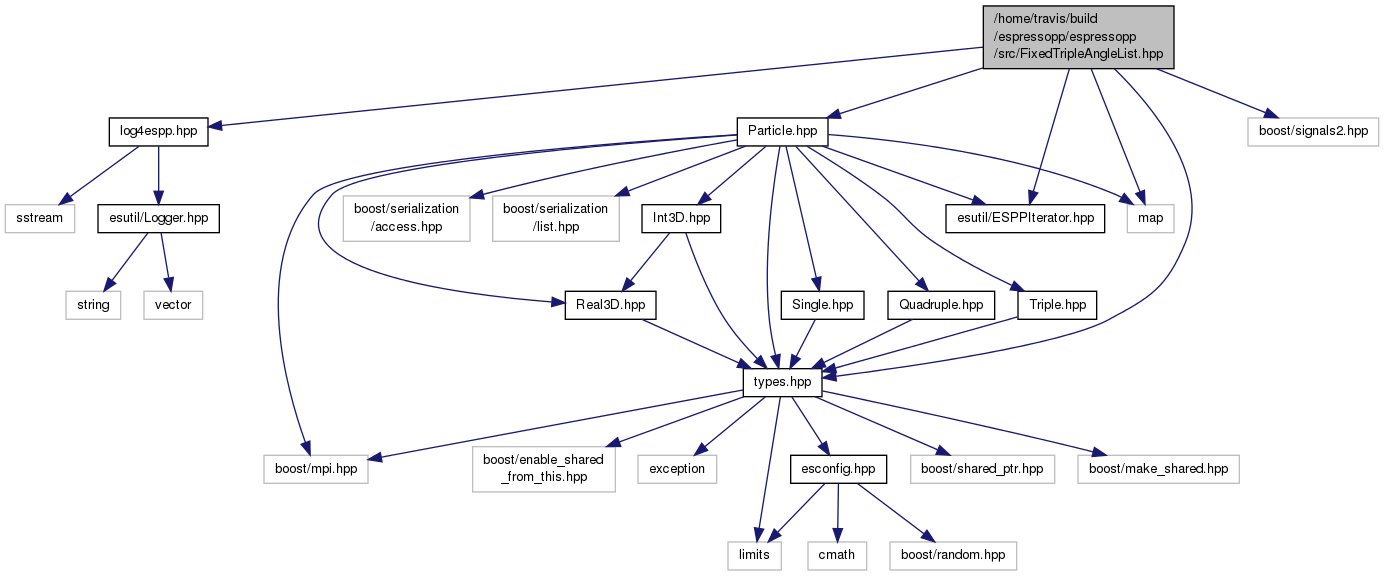 /home/travis/build
/espressopp/espressopp
/src/FixedTripleAngleList.hpp
log4espp.hpp
Particle.hpp
boost/signals2.hpp
sstream
esutil/Logger.hpp
boost/serialization
/access.hpp
boost/serialization
/list.hpp
Int3D.hpp
esutil/ESPPIterator.hpp
map
string
vector
Real3D.hpp
Single.hpp
Quadruple.hpp
Triple.hpp
types.hpp
boost/mpi.hpp
boost/enable_shared
_from_this.hpp
exception
esconfig.hpp
boost/shared_ptr.hpp
boost/make_shared.hpp
limits
cmath
boost/random.hpp